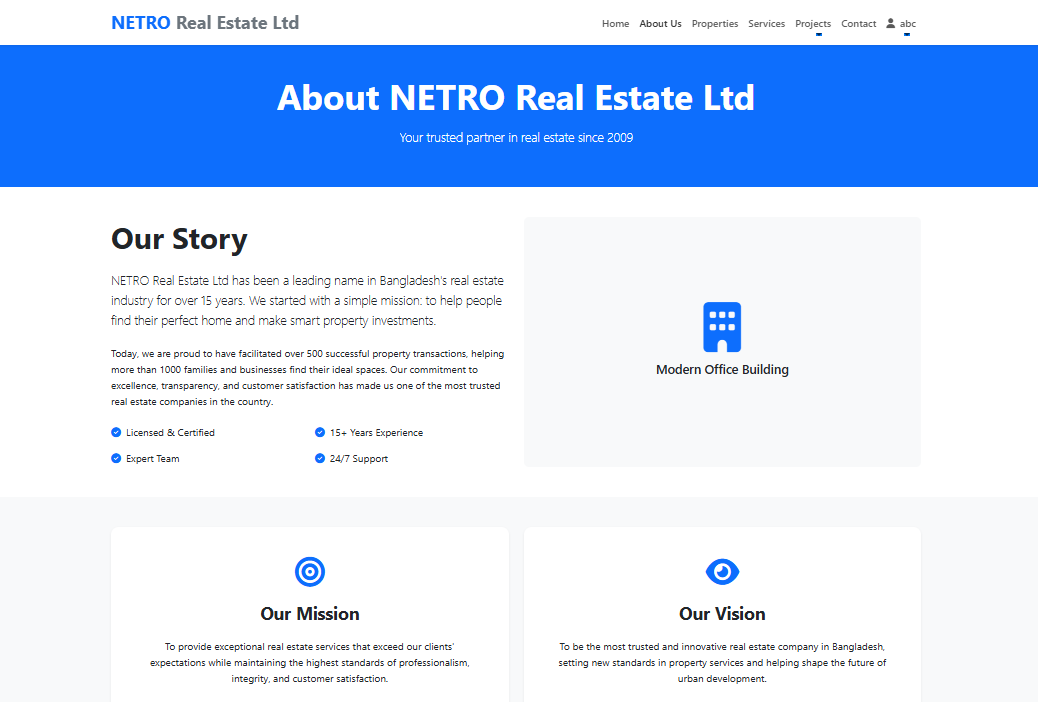 NETRO Real Estate Ltd
Home About Us Properties Services Projects Contact abc
About NETRO Real Estate Ltd
Your trusted partner in real estate since 2009
Our Story
NETRO Real Estate Ltd has been a leading name in Bangladesh's real estate
industry for over 15 years. We started with a simple mission: to help people
find their perfect home and make smart property investments.
Today, we are proud to have facilitated over 500 successful property transactions, helping
more than 1000 families and businesses find their ideal spaces. Our commitment to
excellence, transparency, and customer satisfaction has made us one of the most trusted
real estate companies in the country.
Licensed & Certified
15+ Years Experience
Expert Team
24/7 Support
Modern Office Building
Our Mission
To provide exceptional real estate services that exceed our clients'
expectations while maintaining the highest standards of professionalism,
integrity, and customer satisfaction.
Our Vision
To be the most trusted and innovative real estate company in Bangladesh,
setting new standards in property services and helping shape the future of
urban development.